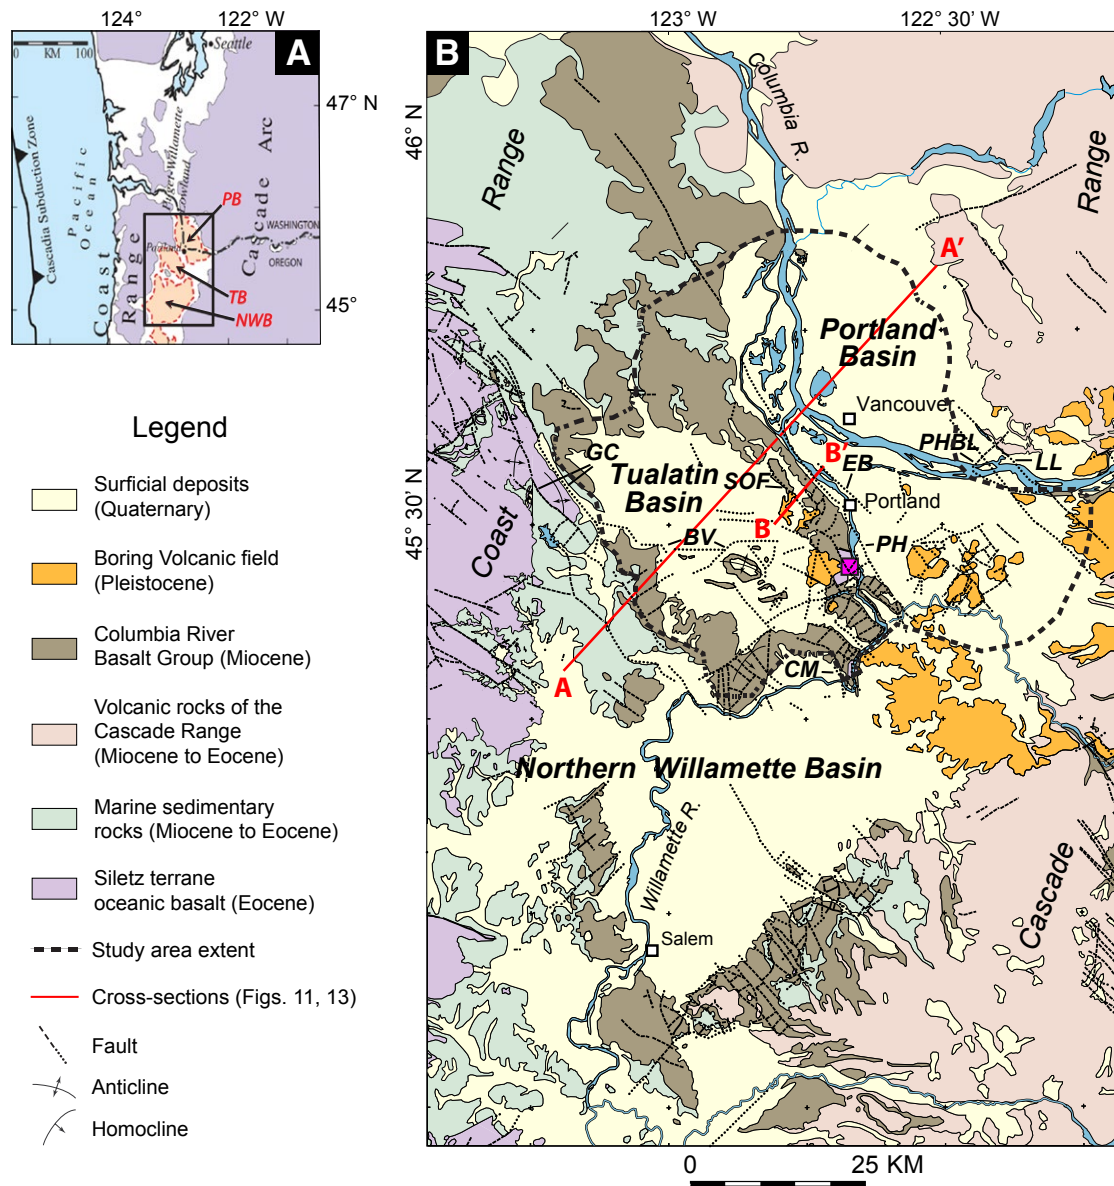 124°
122° W
A
0
KM
100
Seattle
47° N
Cascadia Subduction Zone
Pacific
Ocean
Coast
Range
Cascade
Arc
PB
WASHINGTON
OREGON
TB
NWB
45°
Legend
Surficial deposits
(Quaternary)
Boring Volcanic field
(Pleistocene)
Columbia River
Basalt Group (Miocene)
Volcanic rocks of the
Cascade Range
(Miocene to Eocene)
Marine sedimentary
rocks (Miocene to Eocene)
Siletz terrane
oceanic basalt (Eocene)
Study area extent
Cross-sections (Figs. 11, 13)
Fault
Anticline
Homocline
123° W
122° 30' W
B
46° N
45° 30' N
Columbia R.
Range
Range
A'
Portland
Basin
Vancouver
PHBL
LL
B'
EB
GC
Tualatin
Basin
SOF
Portland
B
BV
PH
Coast
CM
A
Northern Willamette Basin
Willamette R.
Cascade
Salem
0
25 KM